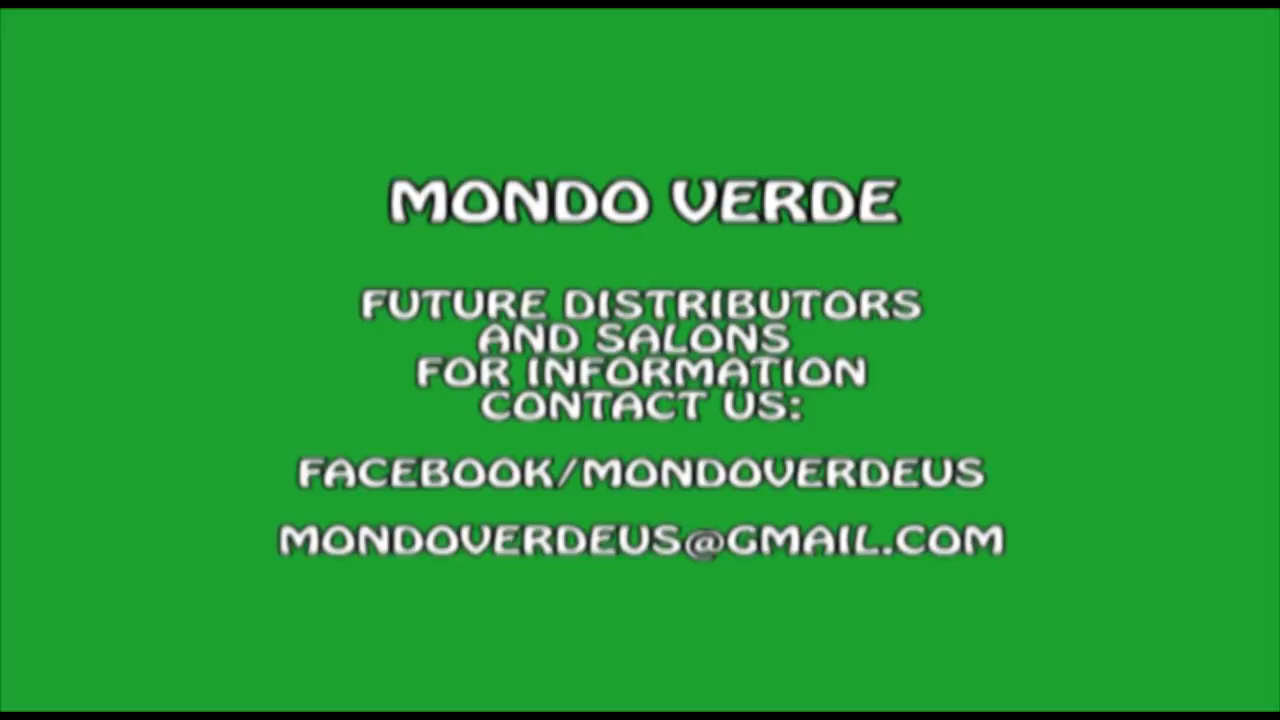 MONDO VERDE
FUTURE DISTRIBUTORS
AND SALONS
FOR INFORMATION
CONTACT US:
FACEBOOK/MONDOVERDEUS
MONDOVERDEUS@GMAIL.COM